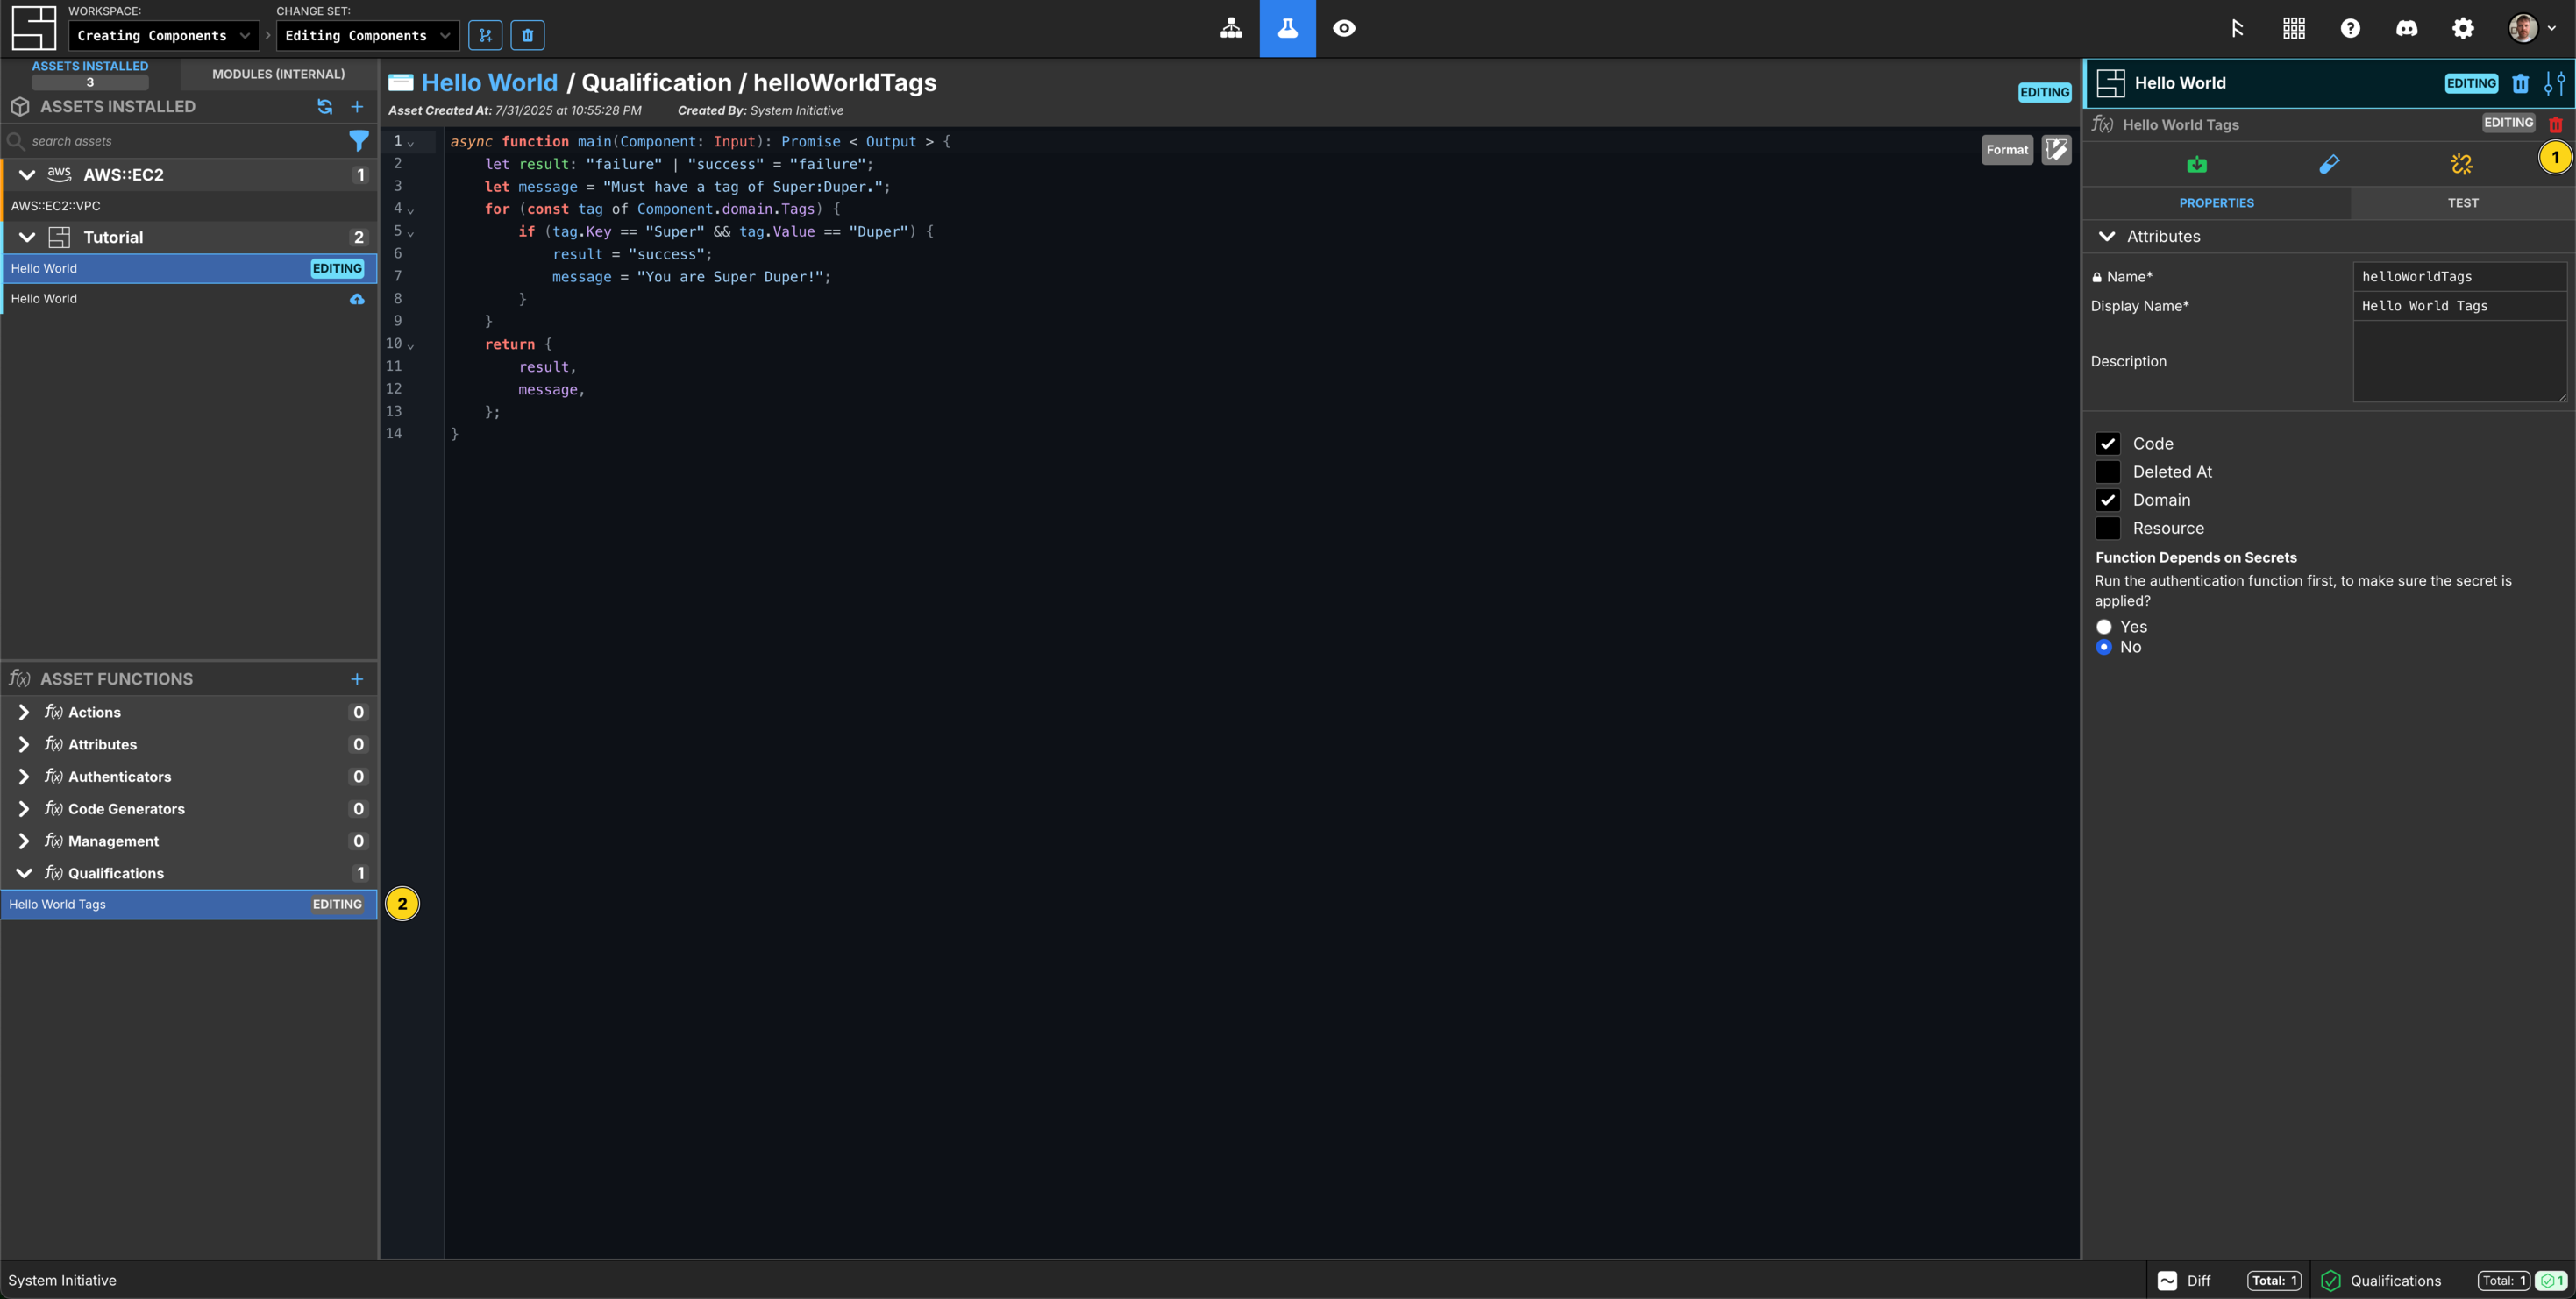 WORKSPACE:
Creating Components
CHANGE SET:
Editing Components
ASSETS INSTALLED
3
MODULES (INTERNAL)
ASSETS INSTALLED
search assets
aws AWS::EC2 1
AWS::EC2::VPC
Tutorial 2
Hello World EDITING
Hello World
f(x) ASSET FUNCTIONS
f(x) Actions 0
f(x) Attributes 0
f(x) Authenticators 0
f(x) Code Generators 0
f(x) Management 0
f(x) Qualifications 1
Hello World Tags EDITING
2
Hello World / Qualification / helloWorldTags
Asset Created At: 7/31/2025 at 10:55:28 PM Created By: System Initiative
EDITING
Format
1 async function main(Component: Input): Promise < Output > {
2 let result: "failure" | "success" = "failure";
3 let message = "Must have a tag of Super:Duper.";
4 for (const tag of Component.domain.Tags) {
5 if (tag.Key == "Super" && tag.Value == "Duper") {
6 result = "success";
7 message = "You are Super Duper!";
8 }
9 }
10 return {
11 result,
12 message,
13 };
14 }
Hello World EDITING
f(x) Hello World Tags EDITING
1
PROPERTIES
TEST
Attributes
Name* helloWorldTags
Display Name* Hello World Tags
Description
Code
Deleted At
Domain
Resource
Function Depends on Secrets
Run the authentication function first, to make sure the secret is
applied?
Yes
No
System Initiative
Diff Total: 1
Qualifications Total: 1 1